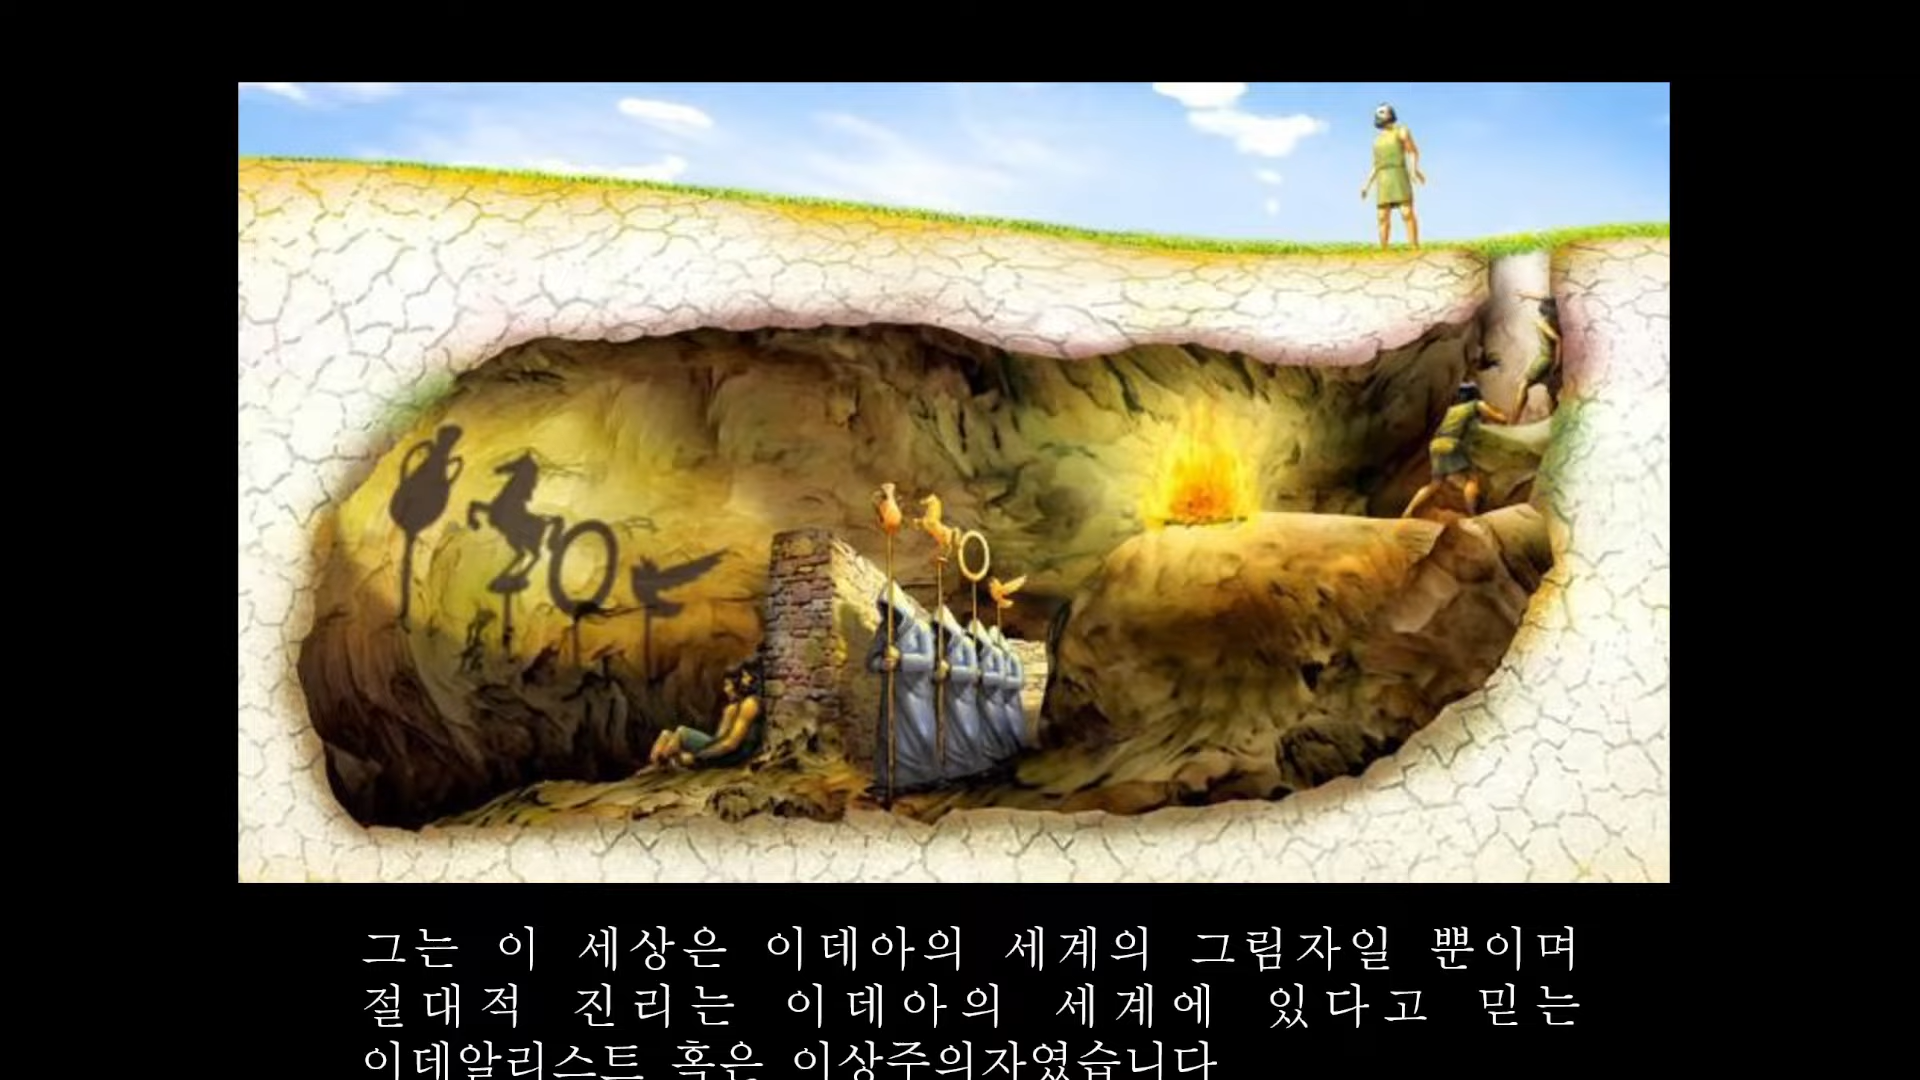 그는 이 세상은 이데아의 세계의 그림자일 뿐이며
절대적 진리는 이데아의 세계에 있다고 믿는
이데알리스트 혹은 이상주의자였습니다